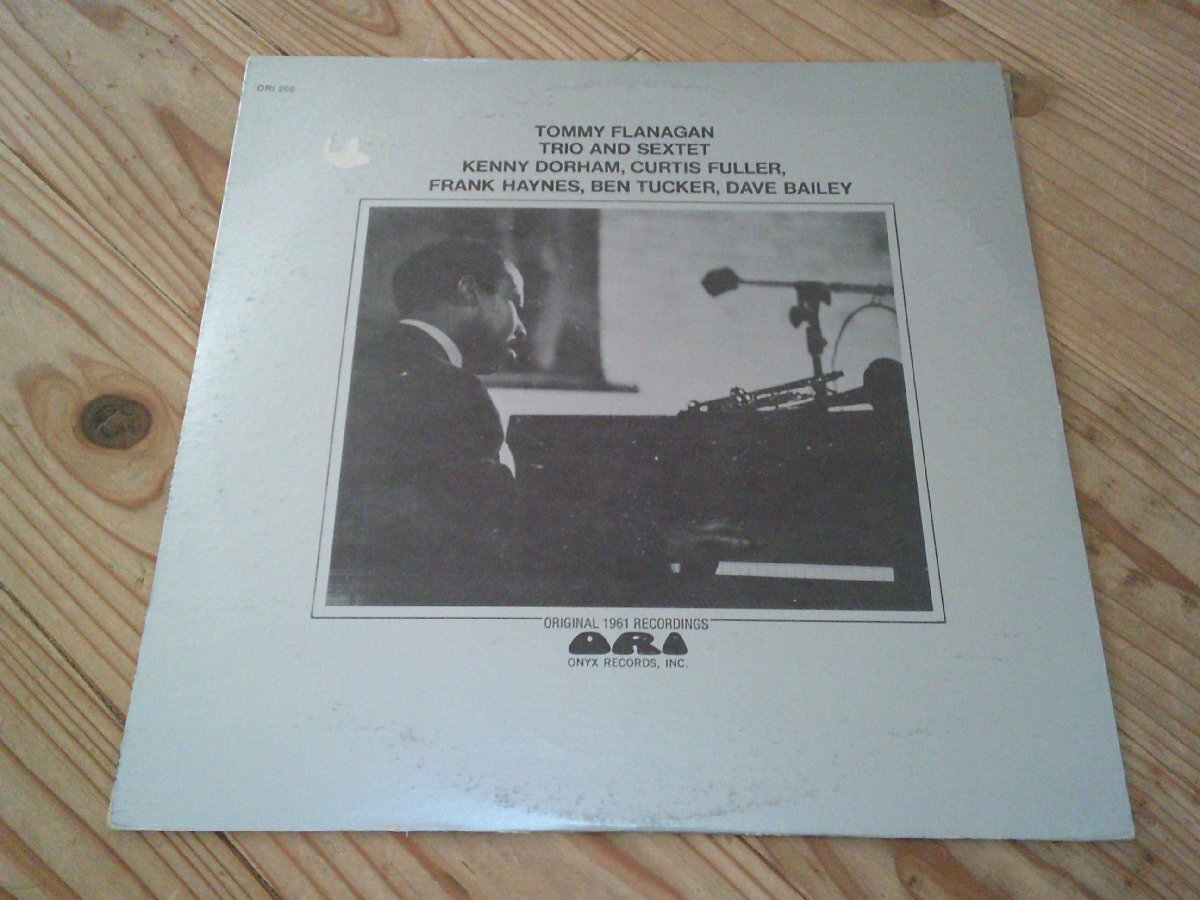 ORI 206
TOMMY FLANAGAN
TRIO AND SEXTET
KENNY DORHAM, CURTIS FULLER,
FRANK HAYNES, BEN TUCKER, DAVE BAILEY
ORIGINAL 1961 RECORDINGS
ORI
ONYX RECORDS, INC.